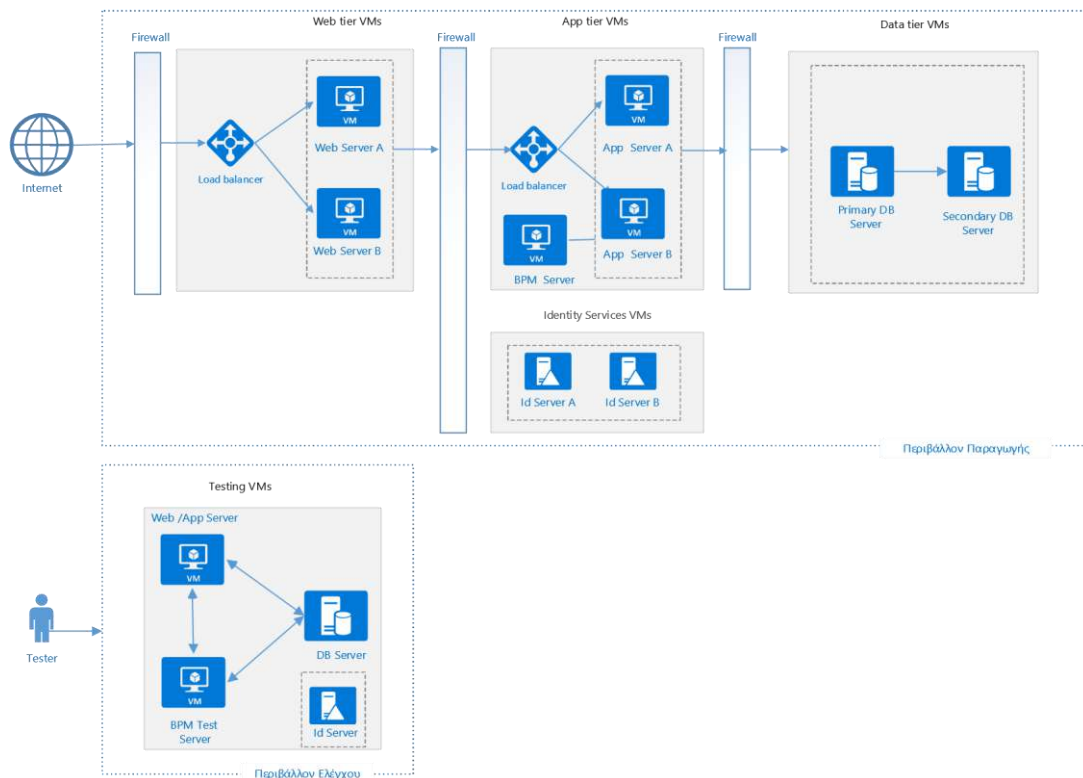 Web tier VMs
App tier VMs
Data tier VMs
Firewall
Firewall
Firewall
Internet
Load balancer
VM
Web Server A
VM
Web Server B
Load balancer
VM
App Server A
VM
App Server B
VM
BPM Server
Primary DB
Server
Secondary DB
Server
Identity Services VMs
Id Server A
Id Server B
Περιβάλλον Παραγωγής
Testing VMs
Web /App Server
VM
DB Server
VM
BPM Test
Server
Id Server
Tester
Περιβάλλον Ελέγχου